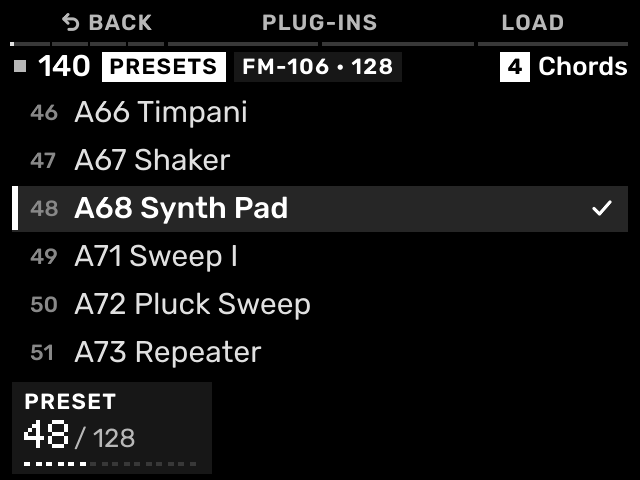 BACK PLUG-INS LOAD
140 PRESETS FM-106 • 128 4 Chords
46 A66 Timpani
47 A67 Shaker
48 A68 Synth Pad
49 A71 Sweep I
50 A72 Pluck Sweep
51 A73 Repeater
PRESET
48 / 128